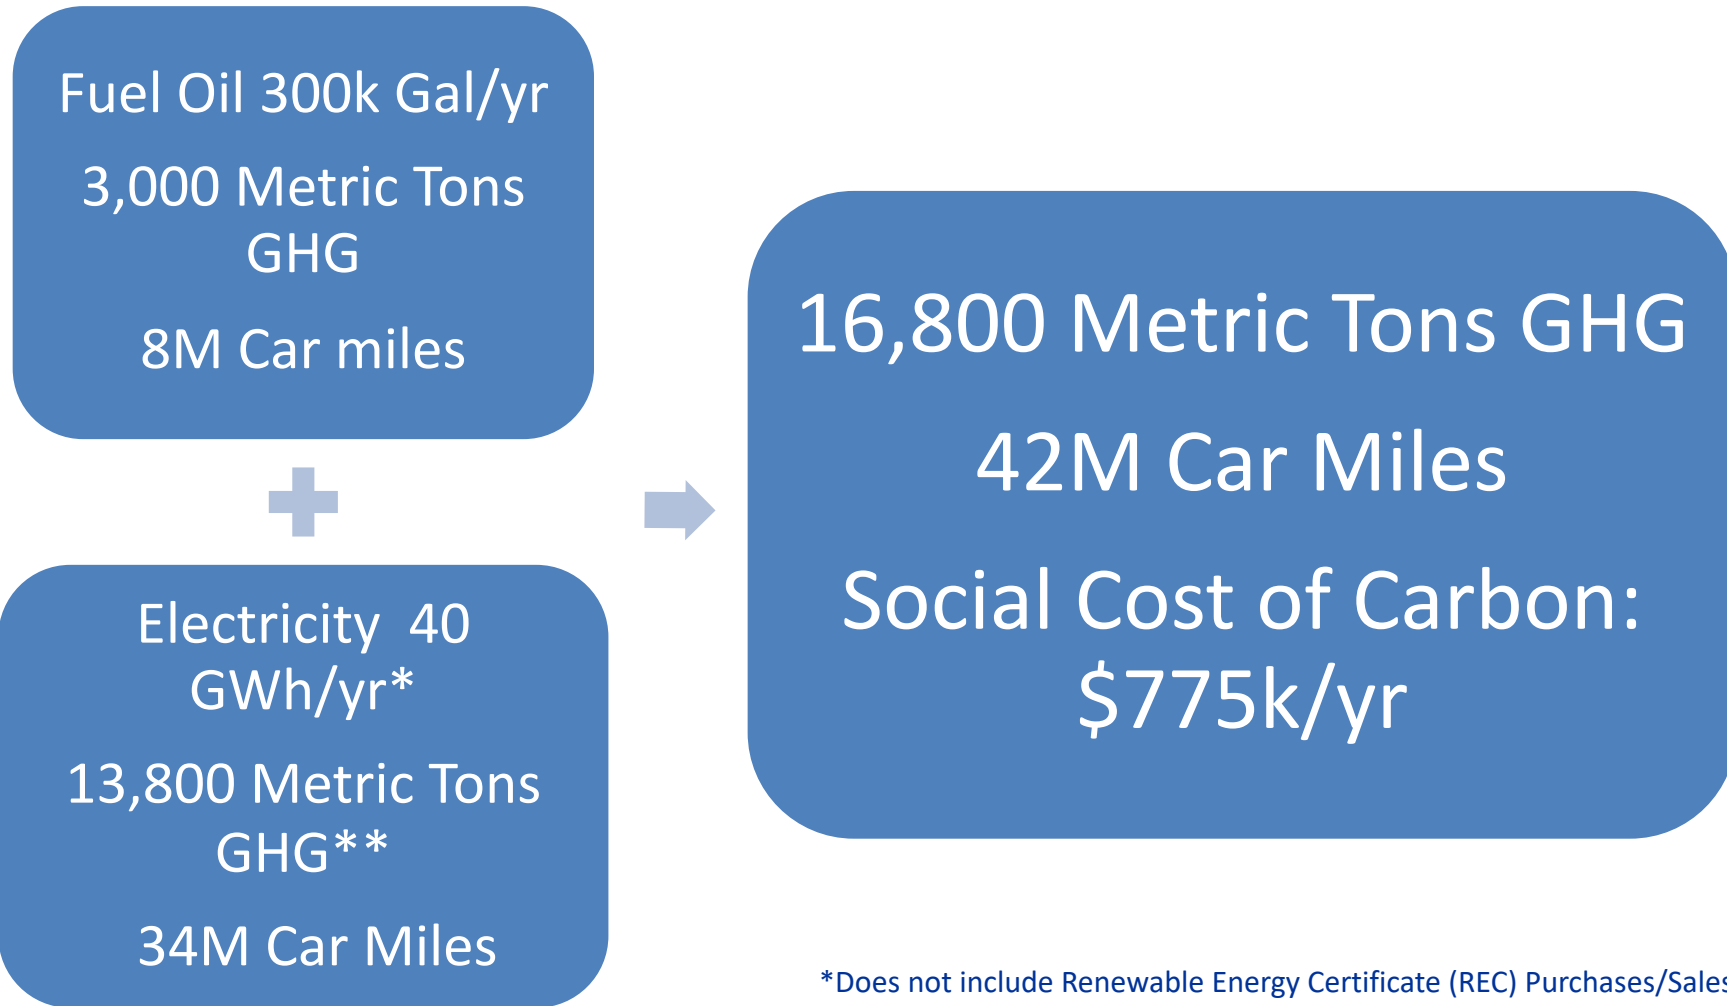 Fuel Oil 300k Gal/yr
3,000 Metric Tons
GHG
8M Car miles
Electricity  40
GWh/yr*
13,800 Metric Tons
GHG**
34M Car Miles
16,800 Metric Tons GHG
42M Car Miles
Social Cost of Carbon:
$775k/yr
*Does not include Renewable Energy Certificate (REC) Purchases/Sales